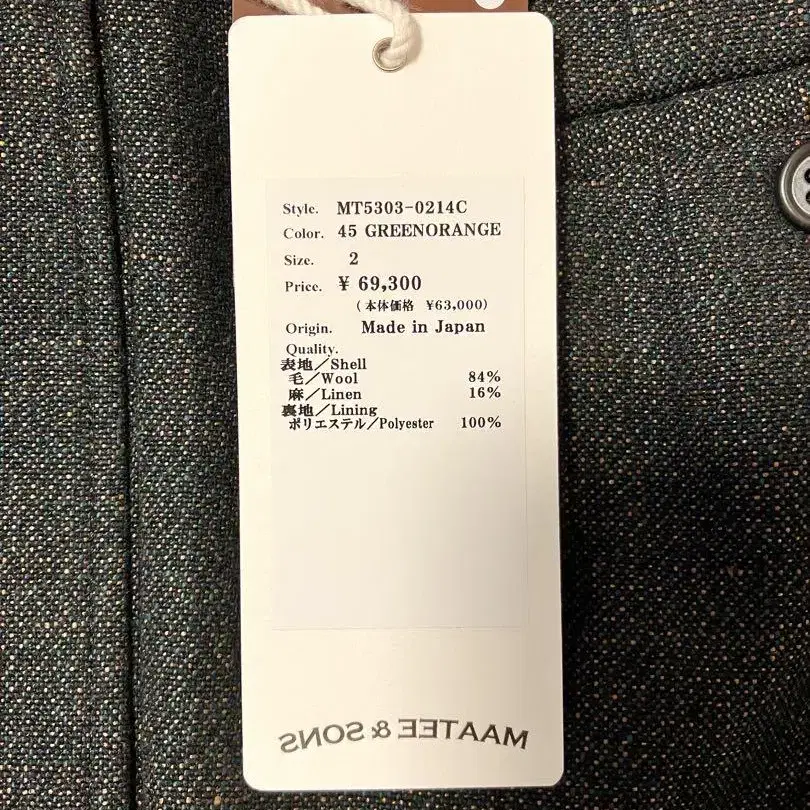 Style. MT5303-0214C
Color. 45 GREENORANGE
Size. 2
Price. ¥ 69,300
(本体価格 ¥63,000)
Origin. Made in Japan
Quality.
表地/Shell
毛/Wool 84%
麻/Linen 16%
裏地/Lining
ポリエステル/Polyester 100%
MAATEE & SONS